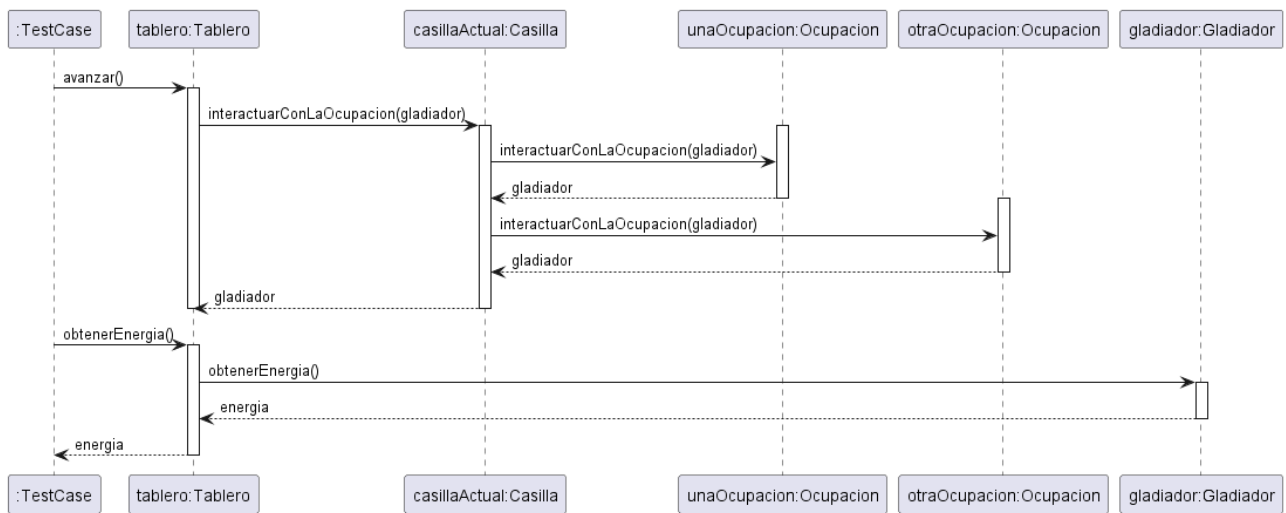 :TestCase
tablero:Tablero
casillaActual:Casilla
unaOcupacion:Ocupacion
otraOcupacion:Ocupacion
gladiador:Gladiador
avanzar()
interactuarConLaOcupacion(gladiador)
interactuarConLaOcupacion(gladiador)
gladiador
interactuarConLaOcupacion(gladiador)
gladiador
gladiador
obtenerEnergia()
obtenerEnergia()
energia
energia
:TestCase
tablero:Tablero
casillaActual:Casilla
unaOcupacion:Ocupacion
otraOcupacion:Ocupacion
gladiador:Gladiador